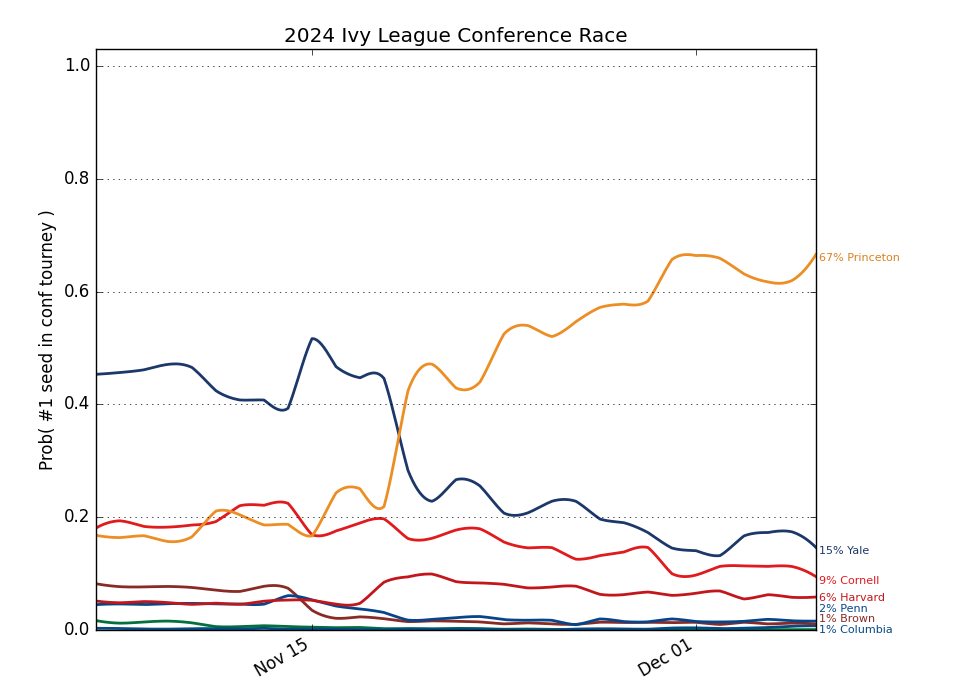 2024 Ivy League Conference Race
Prob( #1 seed in conf tourney )
1.0
0.8
0.6
0.4
0.2
0.0
Nov 15
Dec 01
67% Princeton
15% Yale
9% Cornell
6% Harvard
2% Penn
1% Brown
1% Columbia